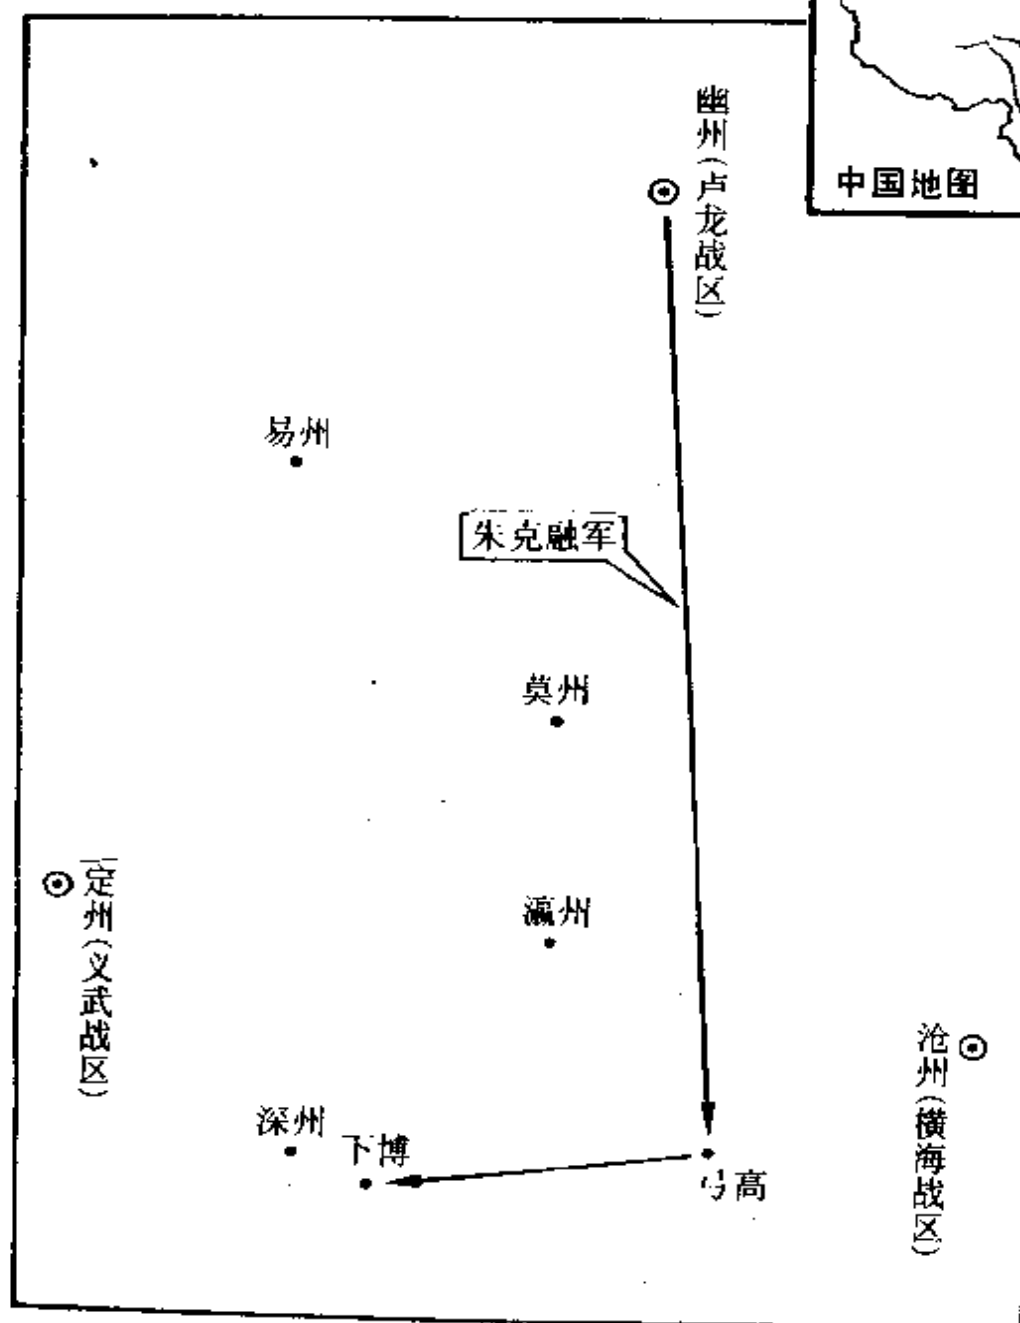 中国地图
幽州(卢龙战区)
易州
朱克融军
莫州
瀛州
定州(义武战区)
沧州(横海战区)
深州
下博
弓高